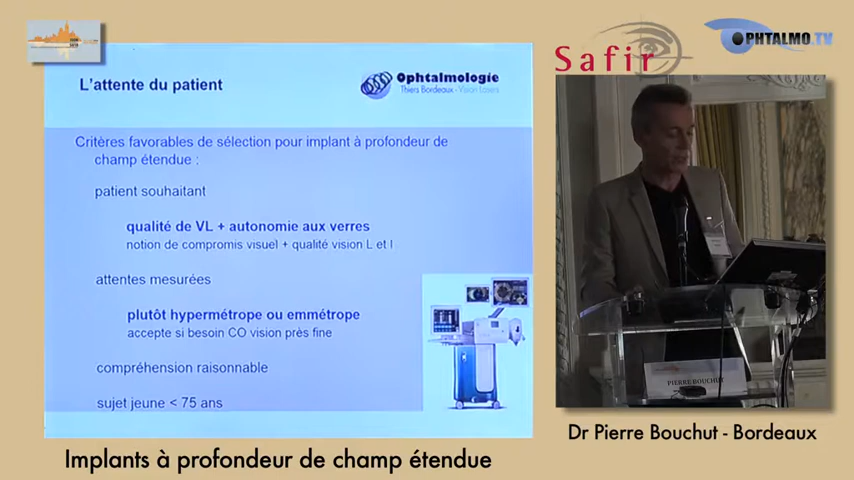 L'attente du patient
Ophtalmologie
Thiers Bordeaux - Vision Lasers
Critères favorables de sélection pour implant à profondeur de
champ étendue :
patient souhaitant
qualité de VL + autonomie aux verres
notion de compromis visuel + qualité vision L et I
attentes mesurées
plutôt hypermétrope ou emmétrope
accepte si besoin CO vision près fine
compréhension raisonnable
sujet jeune < 75 ans
Implants à profondeur de champ étendue
Safir
OPHTALMO.TV
PIERRE BOUCHUT
Dr Pierre Bouchut - Bordeaux